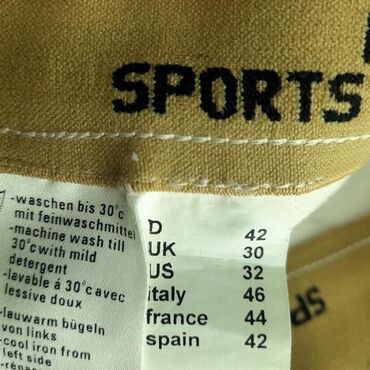 SPORTS
-waschen bis 30°c
mit feinwaschmittel
-machine wash till
30°c with mild
detergent
-lavable á 30°c avec
lessive doux
-lauwarm bügeln
von links
-cool iron from
left side
D 42
UK 30
US 32
italy 46
france 44
spain 42
SPO